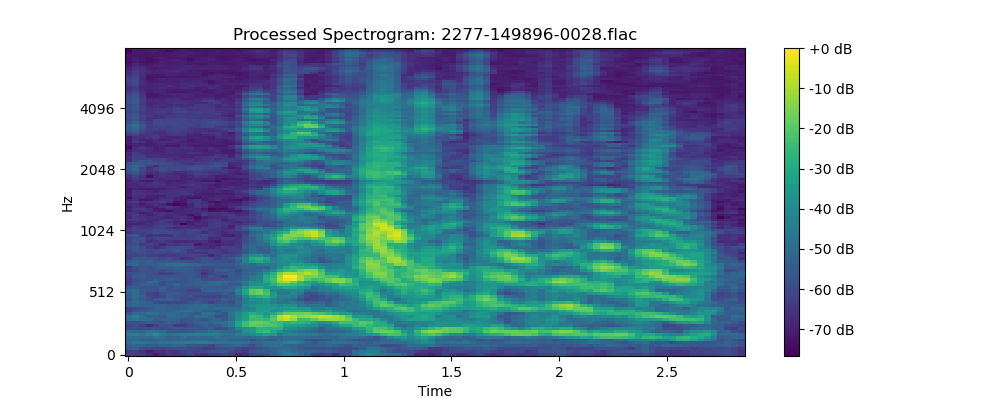 Processed Spectrogram: 2277-149896-0028.flac
Hz
4096
2048
1024
512
0
0
0.5
1
1.5
2
2.5
Time
+0 dB
-10 dB
-20 dB
-30 dB
-40 dB
-50 dB
-60 dB
-70 dB